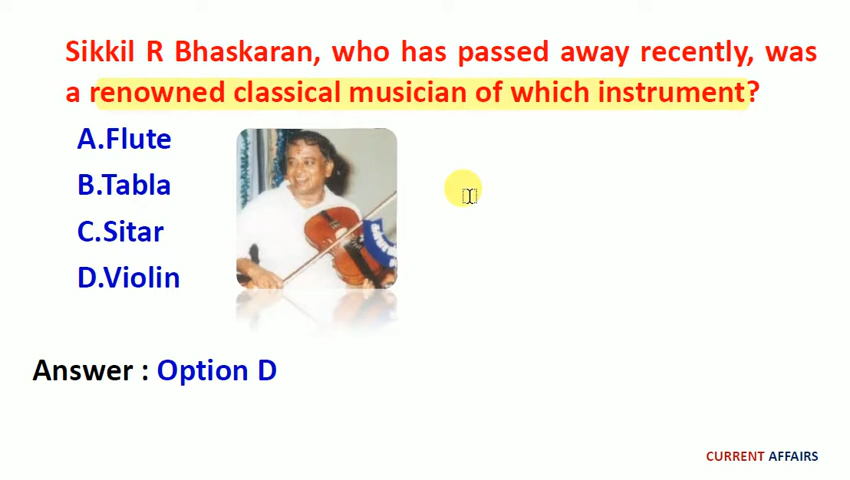 Sikkil R Bhaskaran, who has passed away recently, was
a renowned classical musician of which instrument?
A.Flute
B.Tabla
C.Sitar
D.Violin
Answer : Option D
CURRENT AFFAIRS